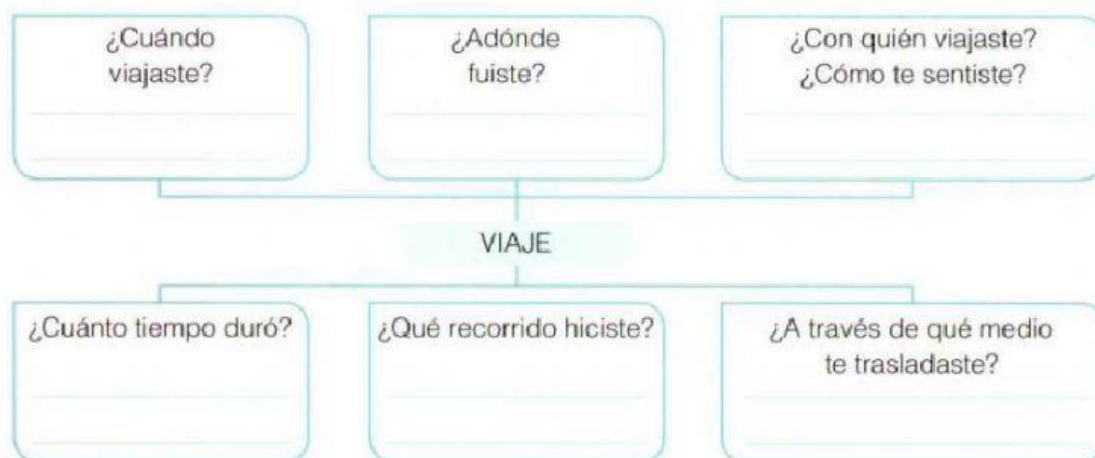 ¿Cuándo
viajaste?
¿Adónde
fuiste?
¿Con quién viajaste?
¿Cómo te sentiste?
VIAJE
¿Cuánto tiempo duró?
¿Qué recorrido hiciste?
¿A través de qué medio
te trasladaste?